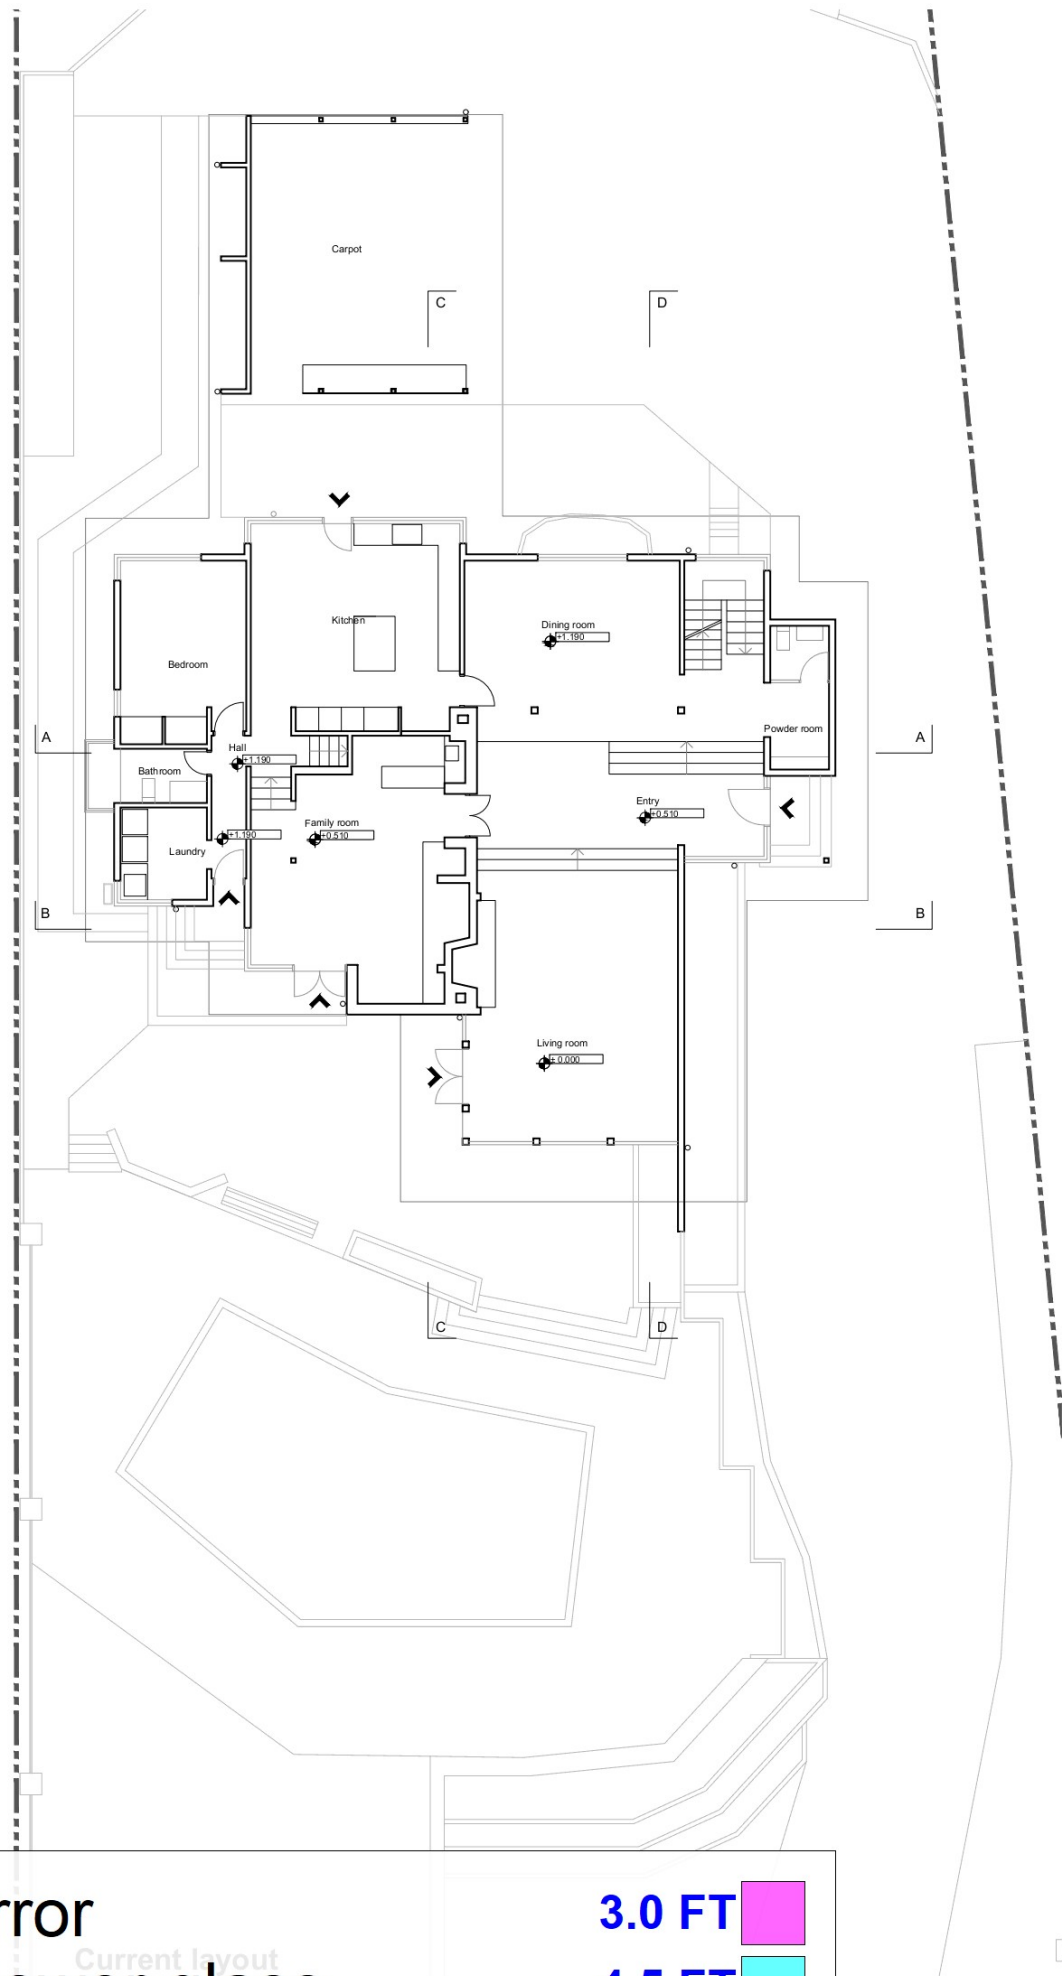 Carpot
C
D
Kitchen
Dining room
+1.190
Bedroom
Powder room
A
Hall
+1.190
A
Bathroom
Entry
+0.510
Family room
+0.510
+1.190
Laundry
B
B
Living room
± 0.000
C
D
rror
3.0 FT
Current layout